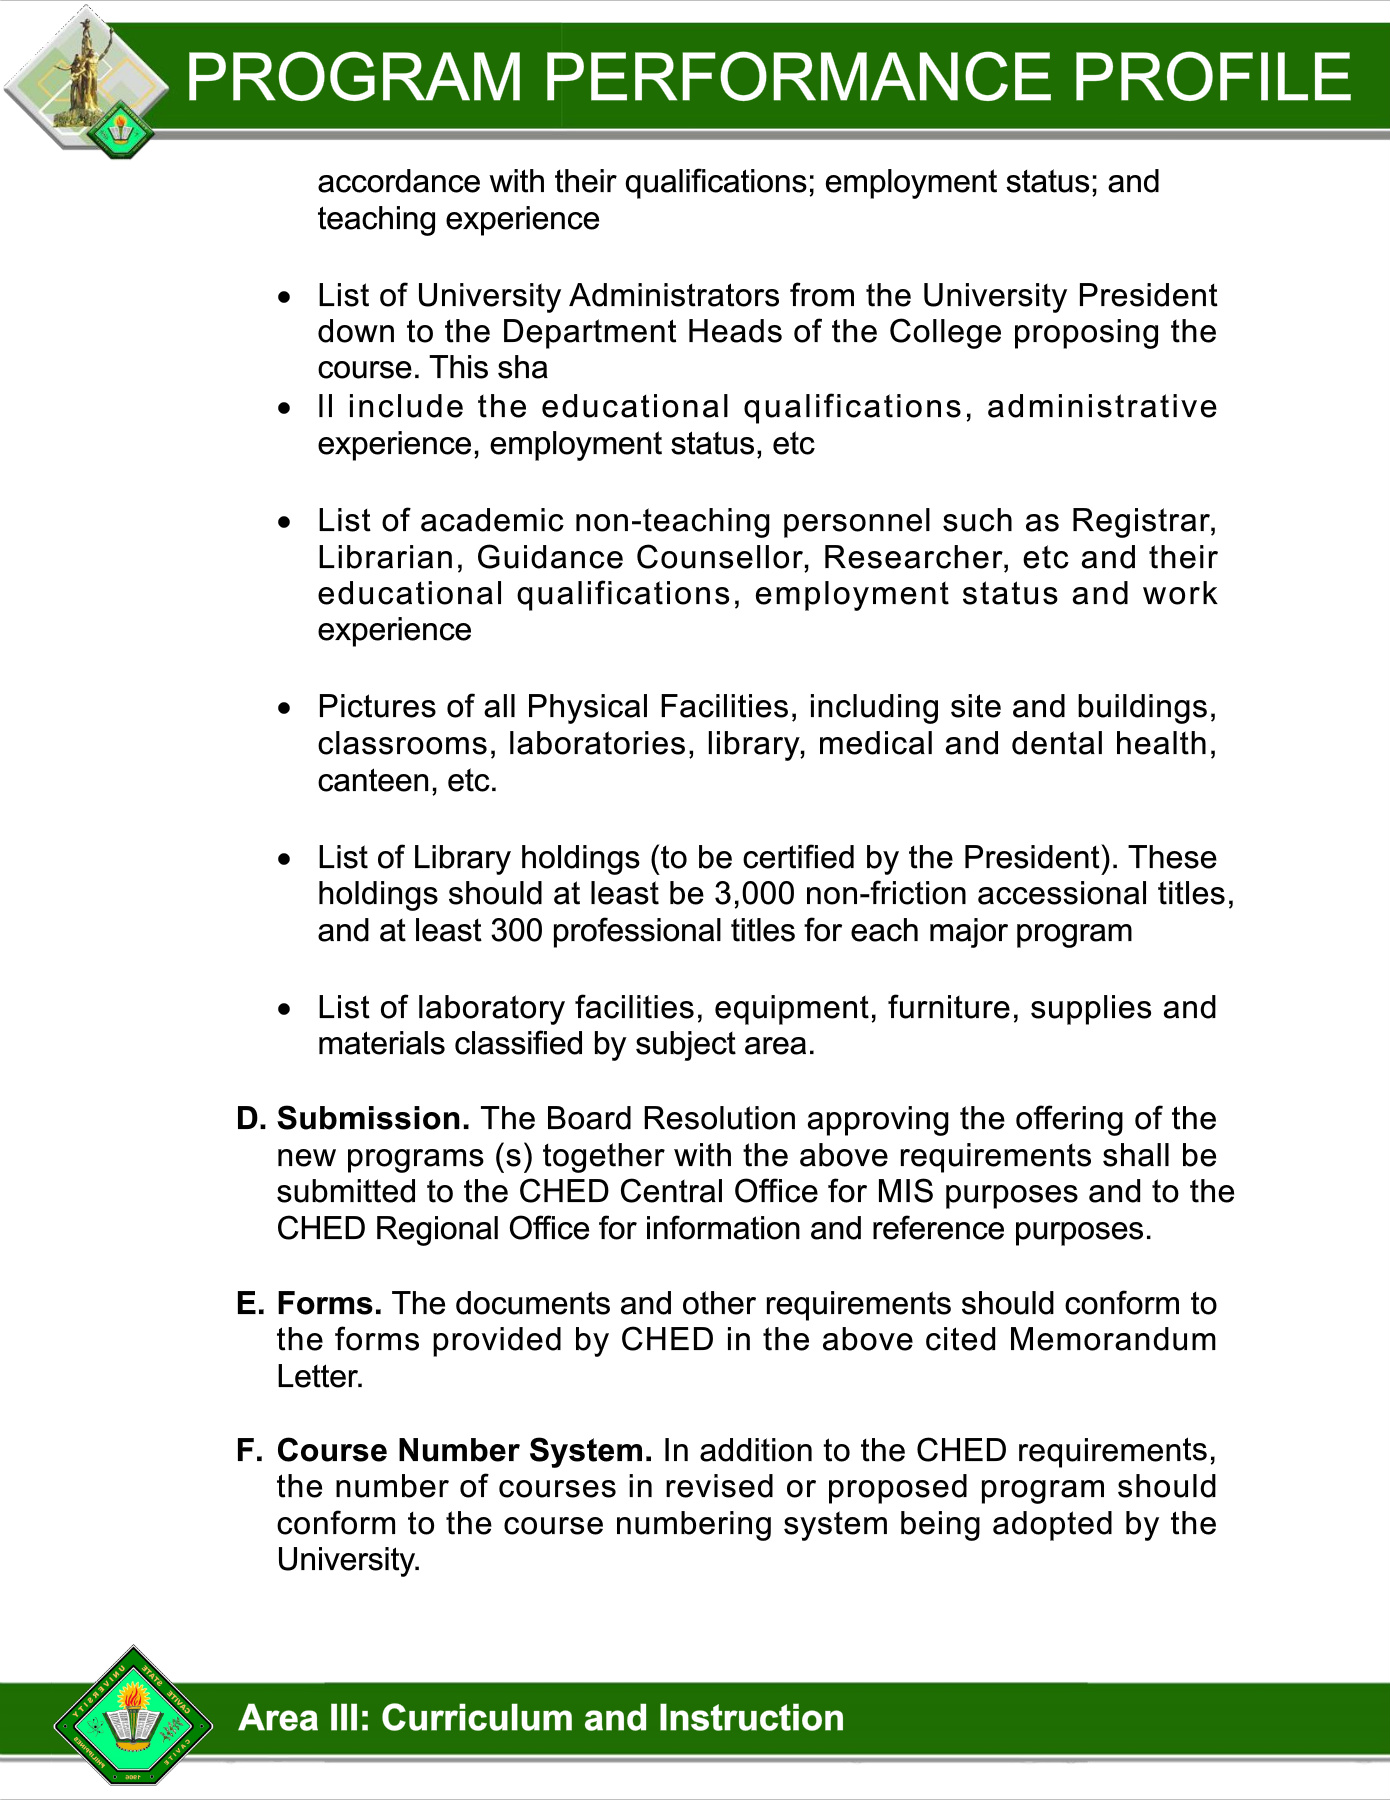 PROGRAM PERFORMANCE PROFILE
accordance with their qualifications; employment status; and
teaching experience
• List of University Administrators from the University President
down to the Department Heads of the College proposing the
course. This sha
• ll include the educational qualifications, administrative
experience, employment status, etc
• List of academic non-teaching personnel such as Registrar,
Librarian, Guidance Counsellor, Researcher, etc and their
educational qualifications, employment status and work
experience
• Pictures of all Physical Facilities, including site and buildings,
classrooms, laboratories, library, medical and dental health,
canteen, etc.
• List of Library holdings (to be certified by the President). These
holdings should at least be 3,000 non-friction accessional titles,
and at least 300 professional titles for each major program
• List of laboratory facilities, equipment, furniture, supplies and
materials classified by subject area.
D. Submission. The Board Resolution approving the offering of the
new programs (s) together with the above requirements shall be
submitted to the CHED Central Office for MIS purposes and to the
CHED Regional Office for information and reference purposes.
E. Forms. The documents and other requirements should conform to
the forms provided by CHED in the above cited Memorandum
Letter.
F. Course Number System. In addition to the CHED requirements,
the number of courses in revised or proposed program should
conform to the course numbering system being adopted by the
University.
CAVITE STATE UNIVERSITY
CAVITE
PHILIPPINES
1906
Area III: Curriculum and Instruction